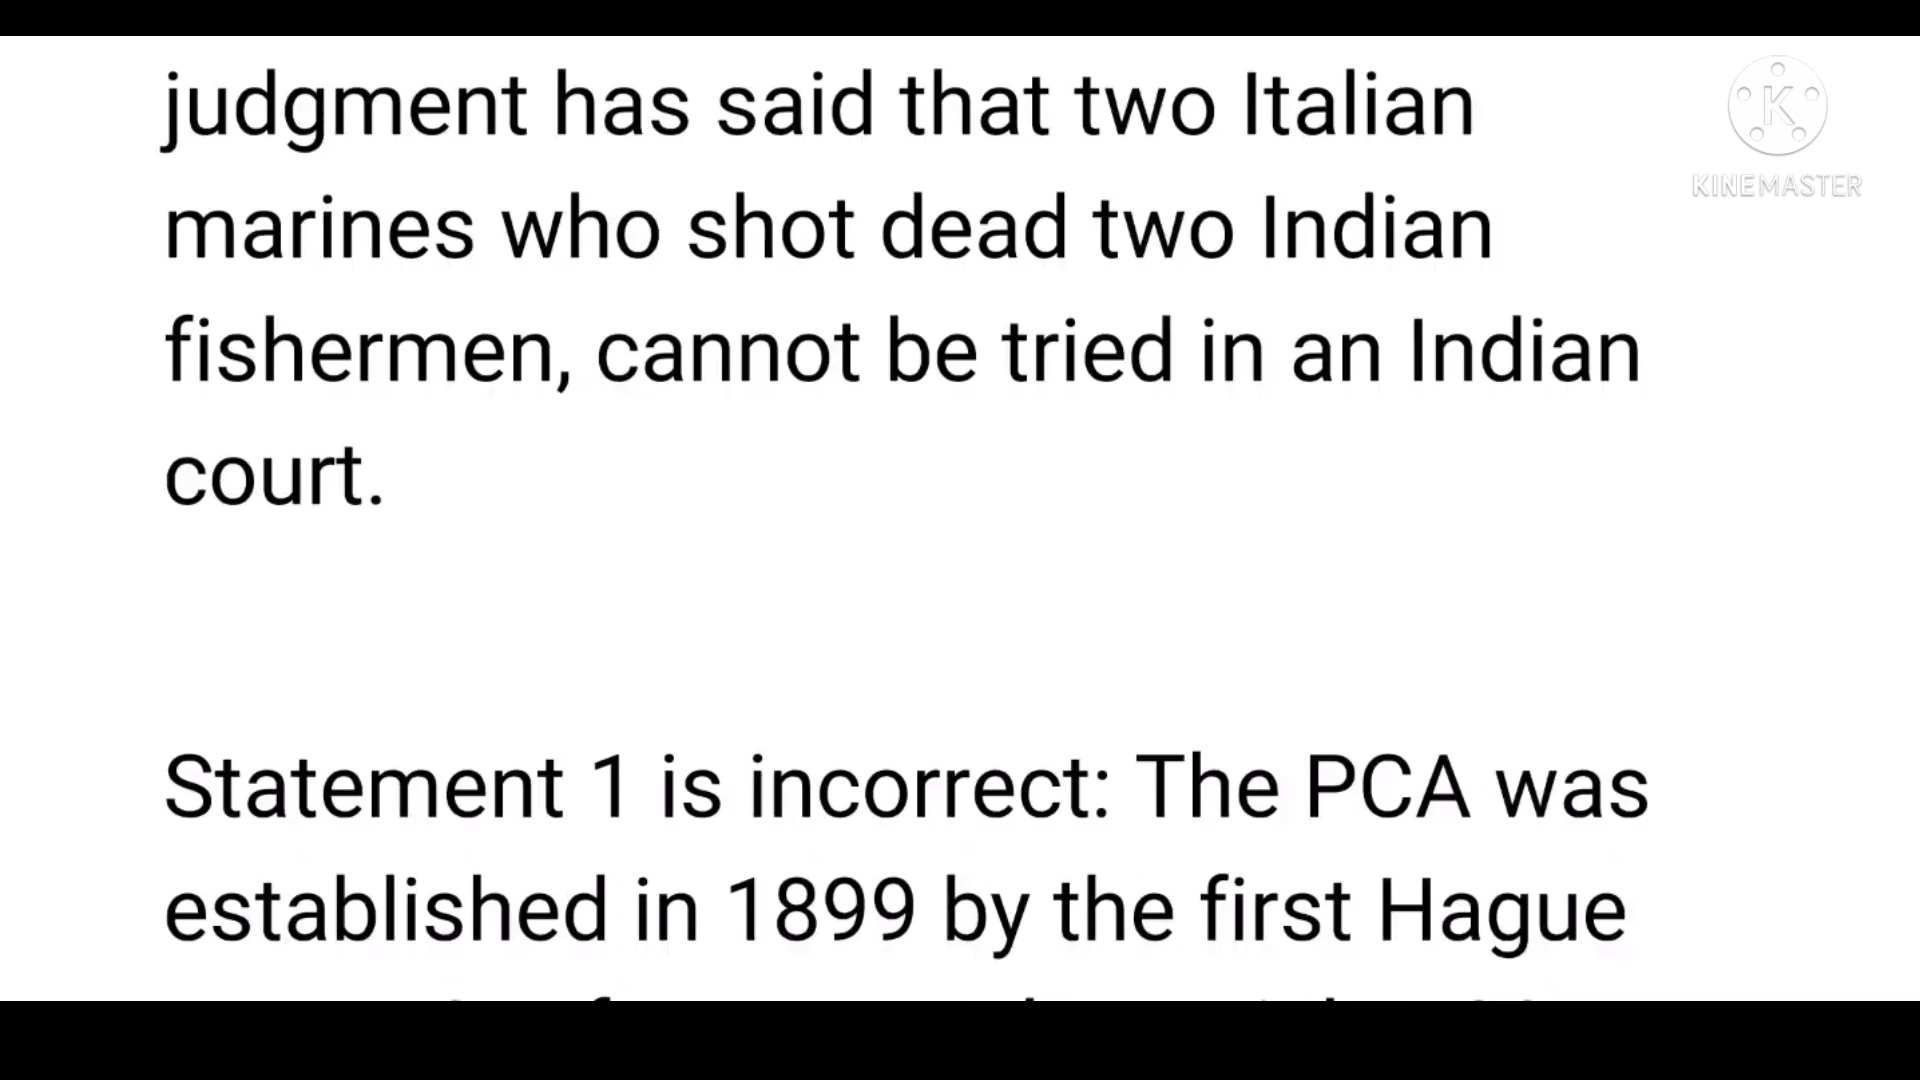 judgment has said that two Italian
K
KINEMASTER
marines who shot dead two Indian
fishermen, cannot be tried in an Indian
court.
Statement 1 is incorrect: The PCA was
established in 1899 by the first Hague